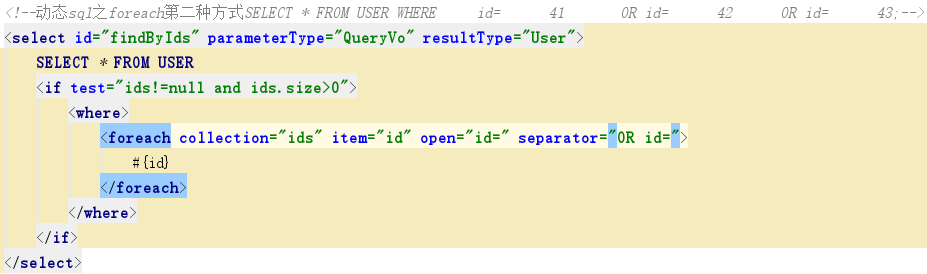 <!--动态sql之foreach第二种方式SELECT * FROM USER WHERE     id=     41     OR id=     42     OR id=     43;-->
<select id="findByIds" parameterType="QueryVo" resultType="User">
    SELECT * FROM USER
    <if test="ids!=null and ids.size>0">
        <where>
            <foreach collection="ids" item="id" open="id=" separator="OR id=">
                #{id}
            </foreach>
        </where>
    </if>
</select>